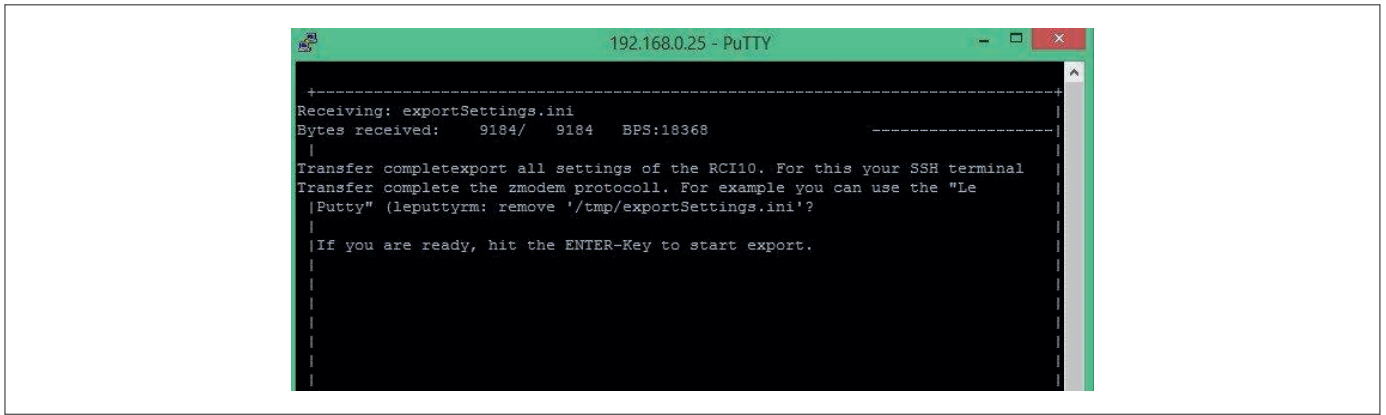 192.168.0.25 - PuTTY
Receiving: exportSettings.ini
Bytes received:    9184/   9184   BPS:18368
Transfer completexport all settings of the RCI10. For this your SSH terminal
Transfer complete the zmodem protocoll. For example you can use the "Le
|Putty" (leputtyrm: remove '/tmp/exportSettings.ini'?
|If you are ready, hit the ENTER-Key to start export.